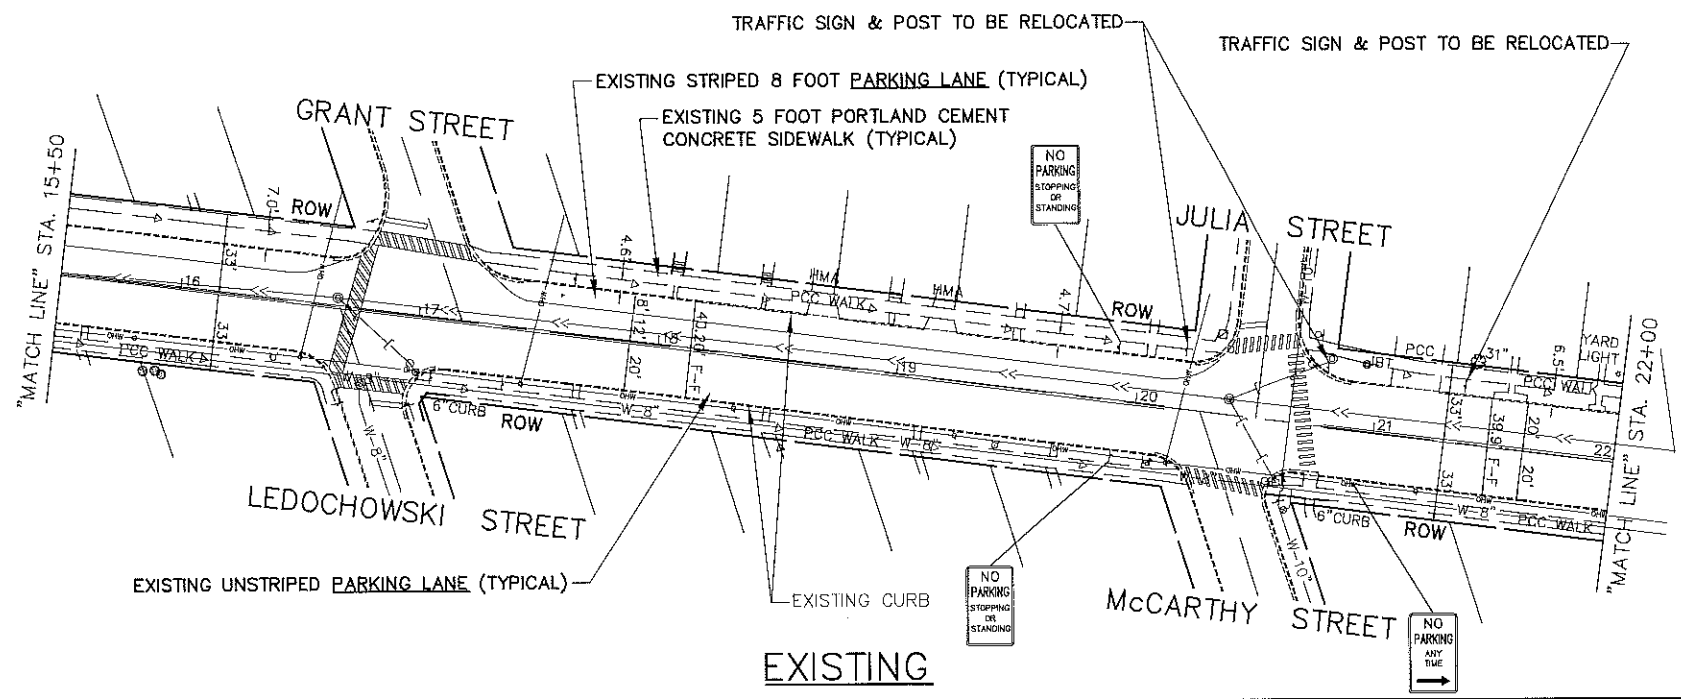 TRAFFIC SIGN & POST TO BE RELOCATED
TRAFFIC SIGN & POST TO BE RELOCATED
EXISTING STRIPED 8 FOOT PARKING LANE (TYPICAL)
EXISTING 5 FOOT PORTLAND CEMENT
CONCRETE SIDEWALK (TYPICAL)
GRANT STREET
NO
PARKING
STOPPING
OR
STANDING
JULIA STREET
"MATCH LINE" STA. 15+50
7.0'
ROW
33'
16
33'
PCC WALK
OHW
17
4.6'
8'
12'
20'
18
40.20' F-F
HMA
PCC WALK
HMA
4.7'
ROW
19
20
OHW
W-8"
PCC WALK
W-8"
OHW
6"CURB
ROW
W-8"
PCC
31"
6.5'
YARD
LIGHT
PCC WALK
33'
39.9' F-F
20'
20'
33'
21
22
OHW
W-8"
PCC WALK
6"CURB
ROW
W-10"
"MATCH LINE" STA. 22+00
LEDOCHOWSKI STREET
EXISTING UNSTRIPED PARKING LANE (TYPICAL)
EXISTING CURB
NO
PARKING
STOPPING
OR
STANDING
McCARTHY STREET
NO
PARKING
ANY
TIME
EXISTING